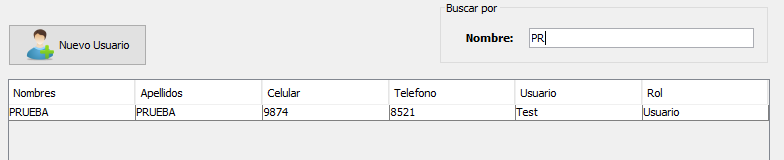 Buscar por
Nuevo Usuario
Nombre: PR
Nombres Apellidos Celular Telefono Usuario Rol
PRUEBA PRUEBA 9874 8521 Test Usuario